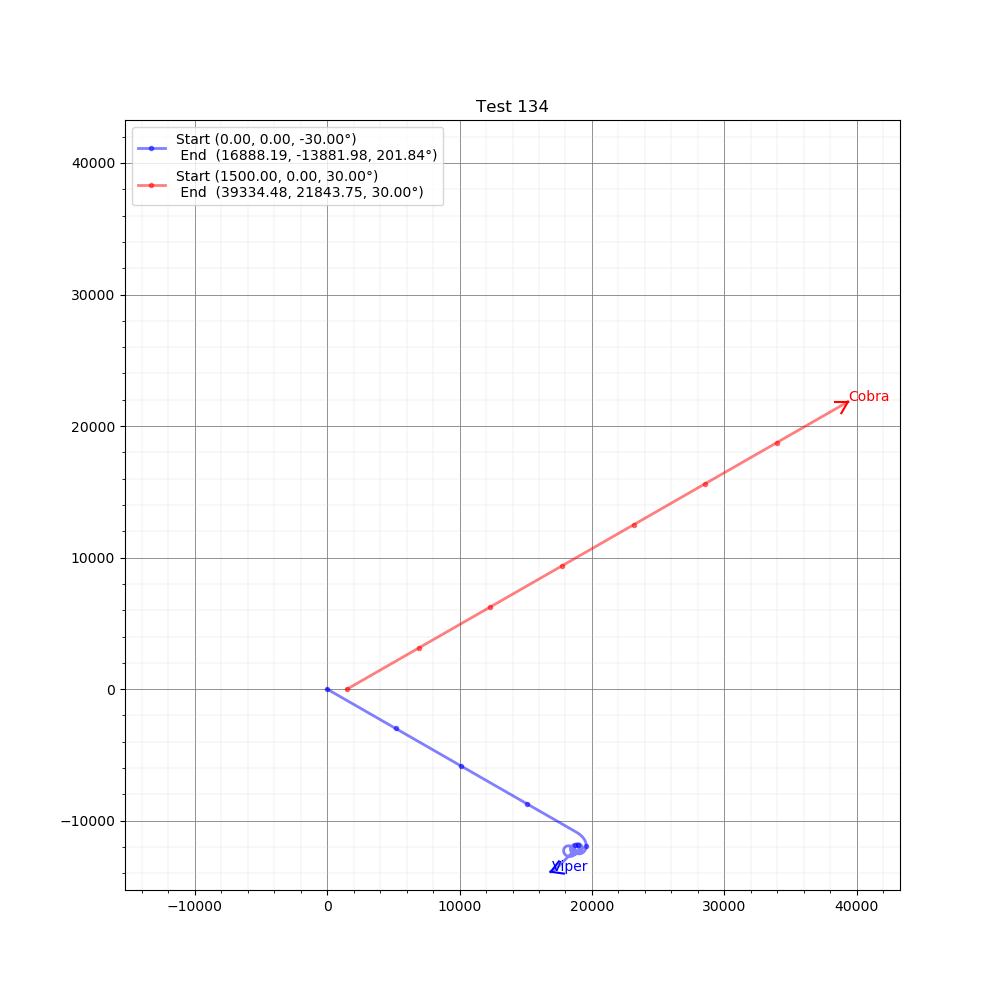 Test 134
Start (0.00, 0.00, -30.00°)
End (16888.19, -13881.98, 201.84°)
Start (1500.00, 0.00, 30.00°)
End (39334.48, 21843.75, 30.00°)
40000
30000
20000
10000
0
−10000
Cobra
Viper
−10000
0
10000
20000
30000
40000